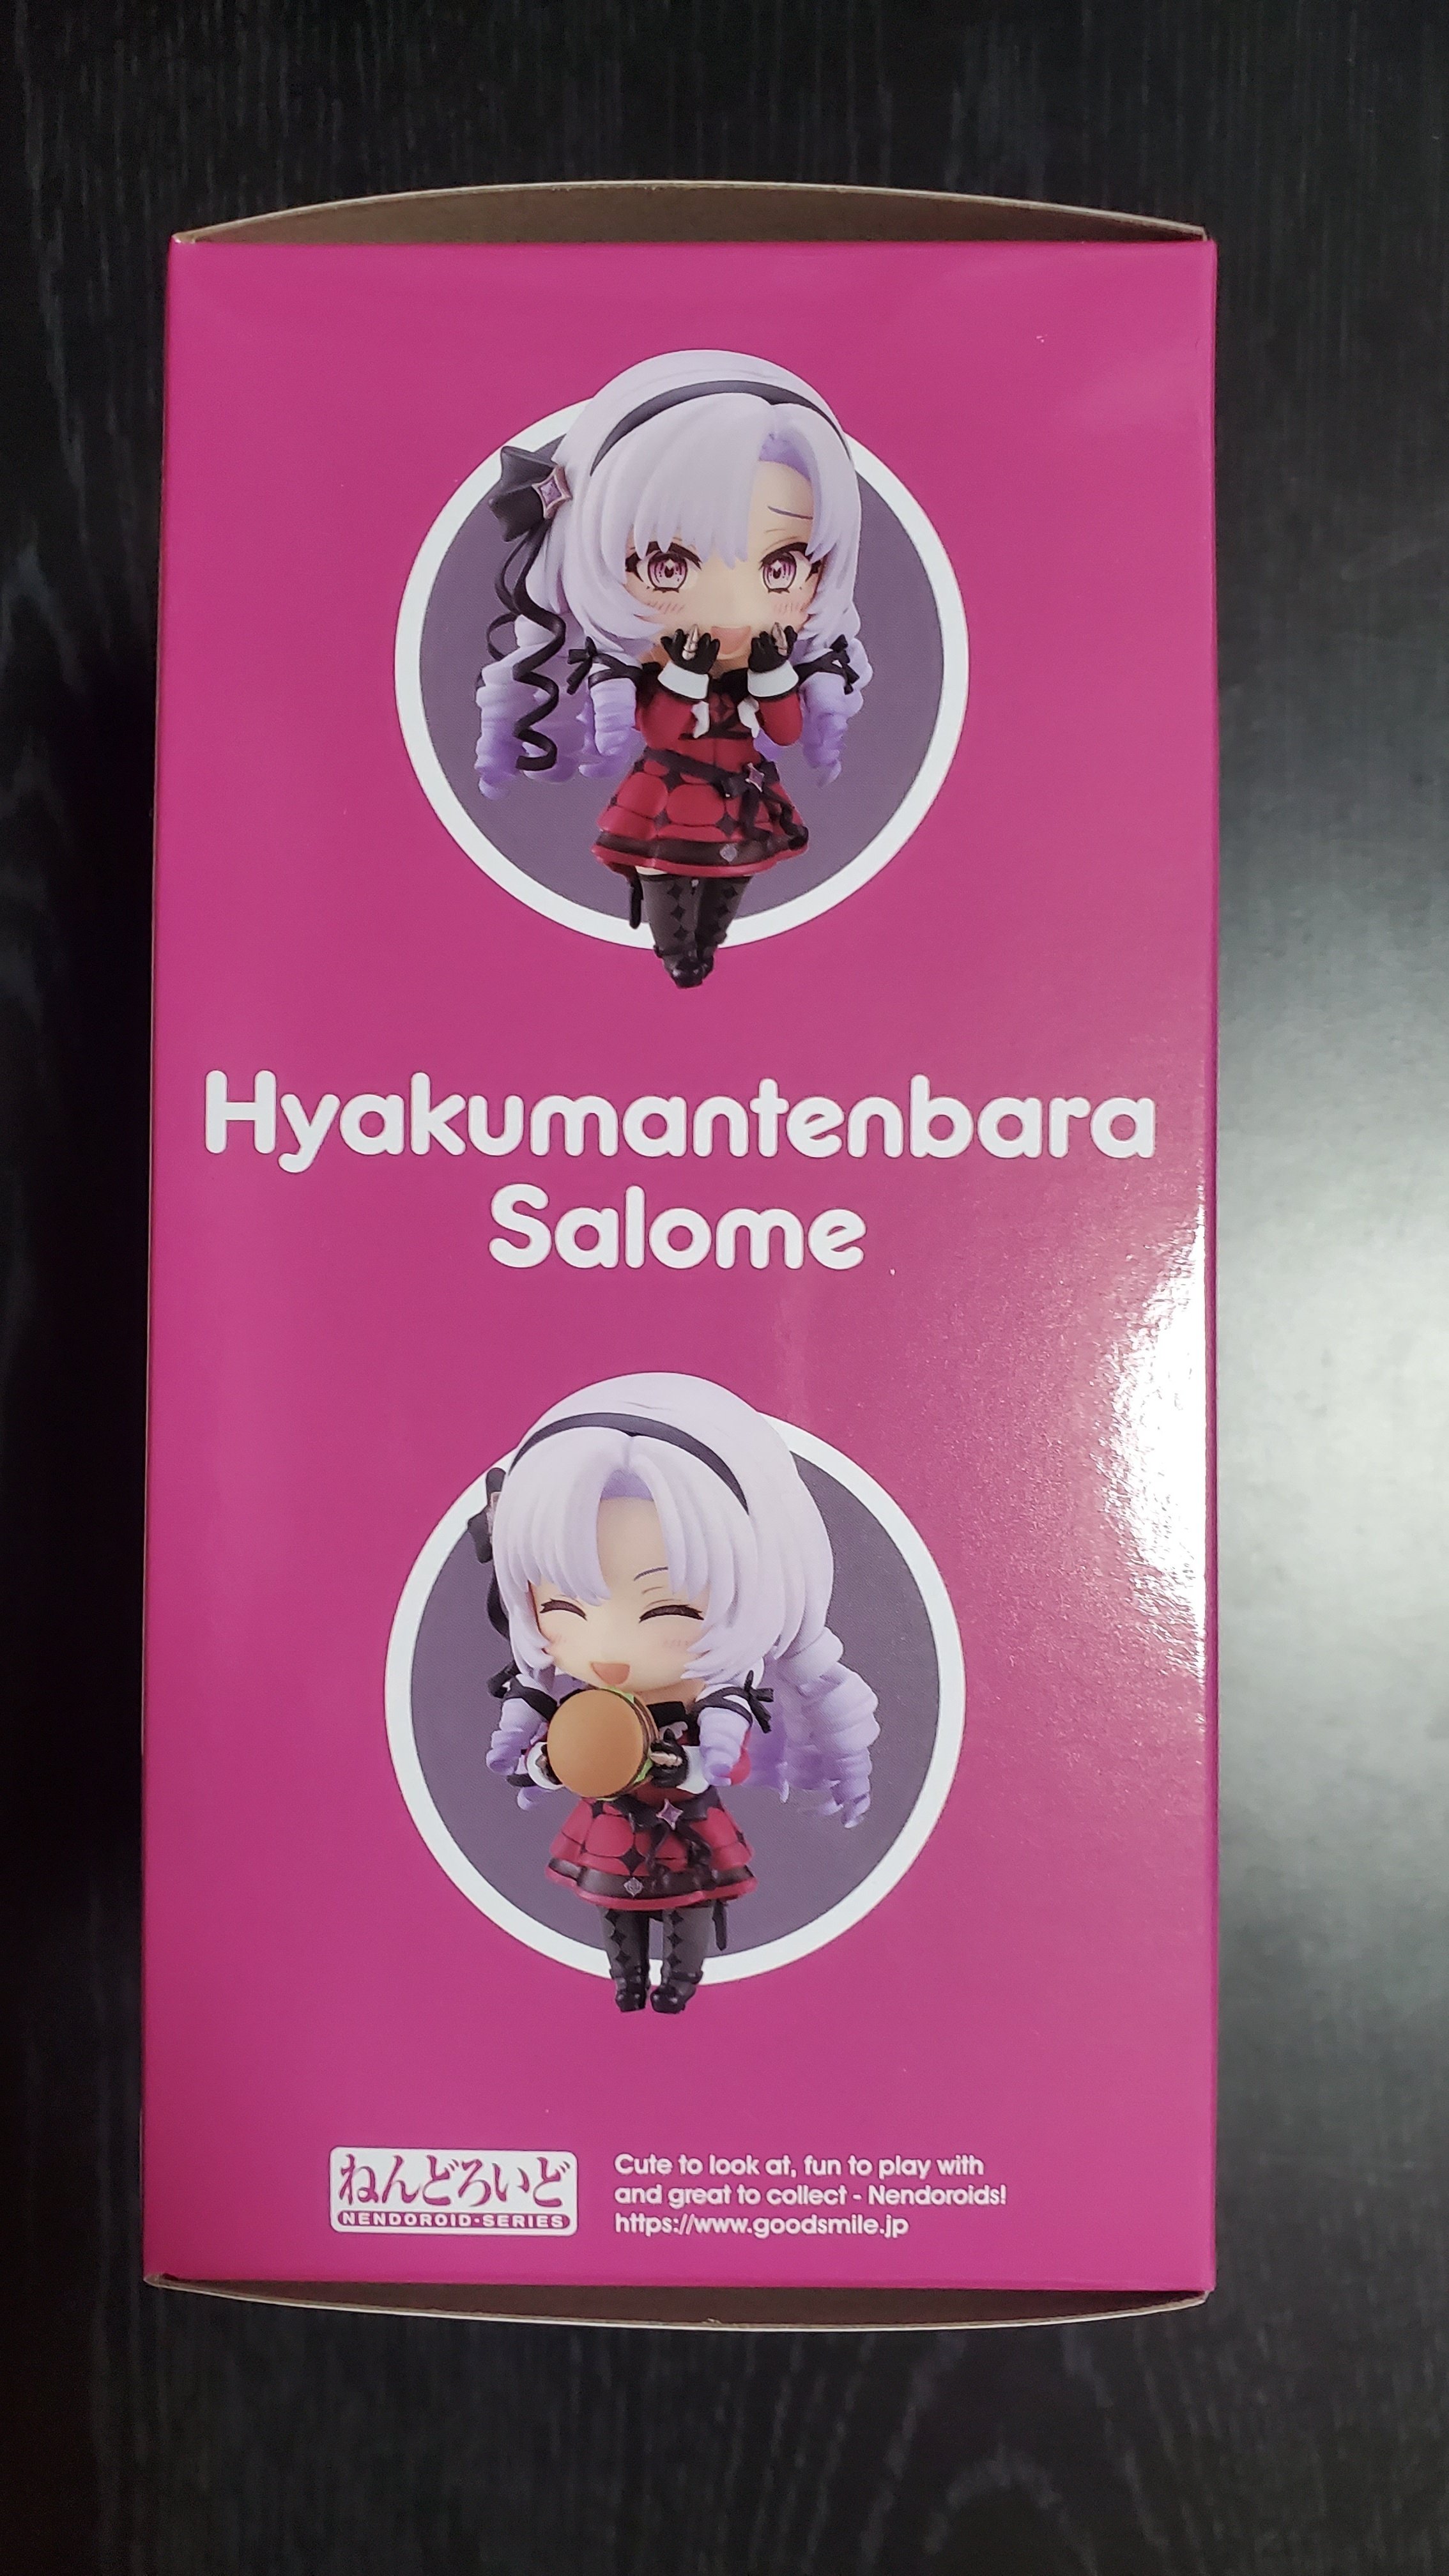 Hyakumantenbara
Salome
ねんどろいど
NENDOROID·SERIES
Cute to look at, fun to play with
and great to collect - Nendoroids!
https://www.goodsmile.jp